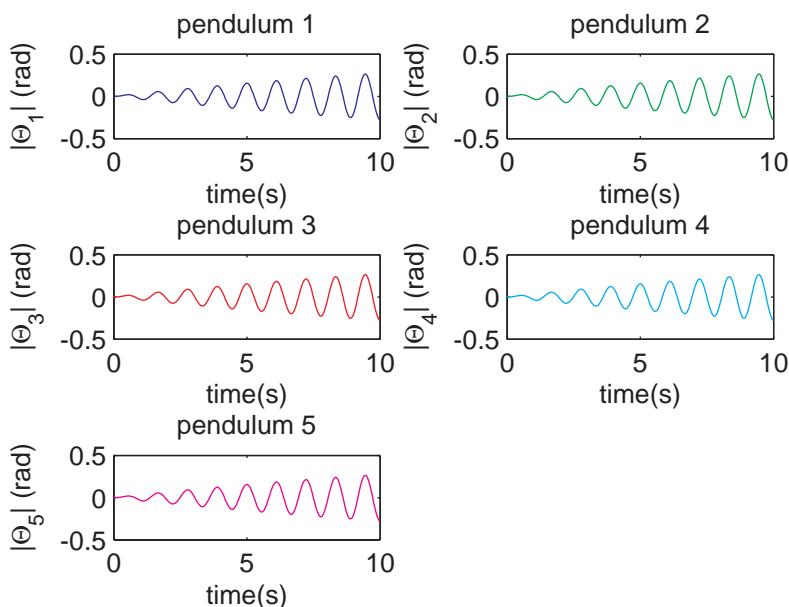 pendulum 1
0.5
0
-0.5
|Θ1| (rad)
0
5
10
time(s)
pendulum 2
0.5
0
-0.5
|Θ2| (rad)
0
5
10
time(s)
pendulum 3
0.5
0
-0.5
|Θ3| (rad)
0
5
10
time(s)
pendulum 4
0.5
0
-0.5
|Θ4| (rad)
0
5
10
time(s)
pendulum 5
0.5
0
-0.5
|Θ5| (rad)
0
5
10
time(s)